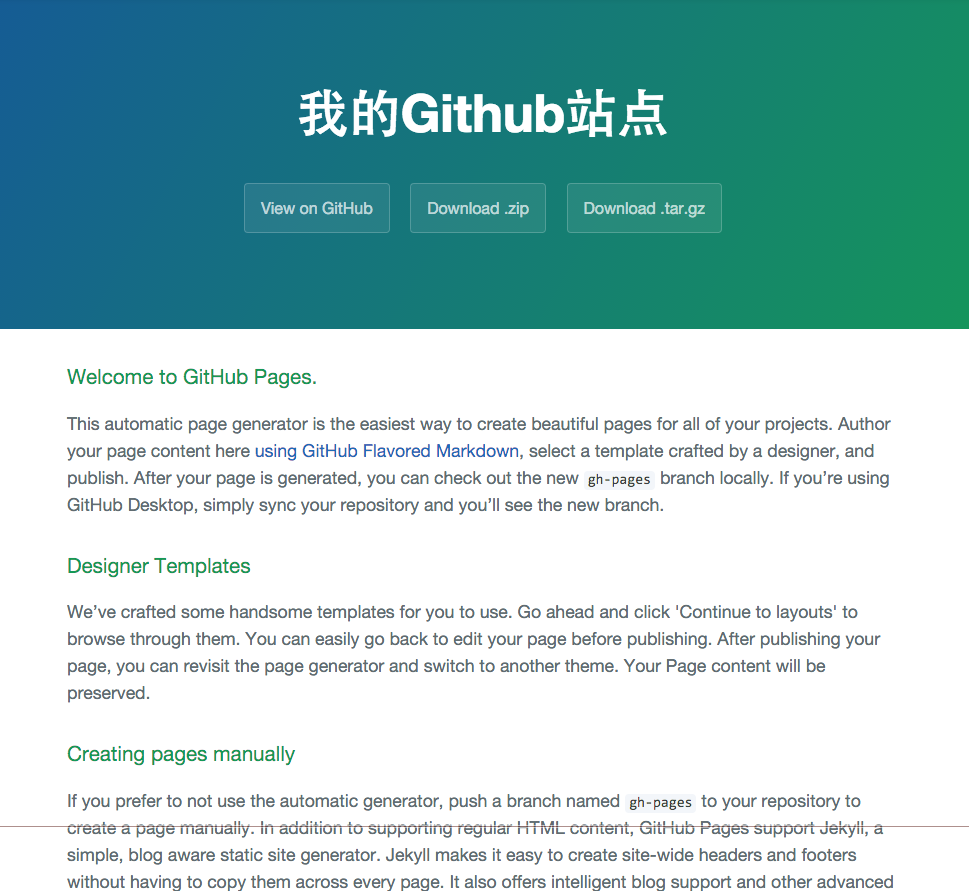 我的Github站点
View on GitHub
Download .zip
Download .tar.gz
Welcome to GitHub Pages.
This automatic page generator is the easiest way to create beautiful pages for all of your projects. Author
your page content here using GitHub Flavored Markdown, select a template crafted by a designer, and
publish. After your page is generated, you can check out the new gh-pages branch locally. If you’re using
GitHub Desktop, simply sync your repository and you’ll see the new branch.
Designer Templates
We’ve crafted some handsome templates for you to use. Go ahead and click 'Continue to layouts' to
browse through them. You can easily go back to edit your page before publishing. After publishing your
page, you can revisit the page generator and switch to another theme. Your Page content will be
preserved.
Creating pages manually
If you prefer to not use the automatic generator, push a branch named gh-pages to your repository to
create a page manually. In addition to supporting regular HTML content, GitHub Pages support Jekyll, a
simple, blog aware static site generator. Jekyll makes it easy to create site-wide headers and footers
without having to copy them across every page. It also offers intelligent blog support and other advanced